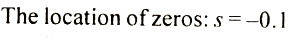 The location of zeros: s = –0.1